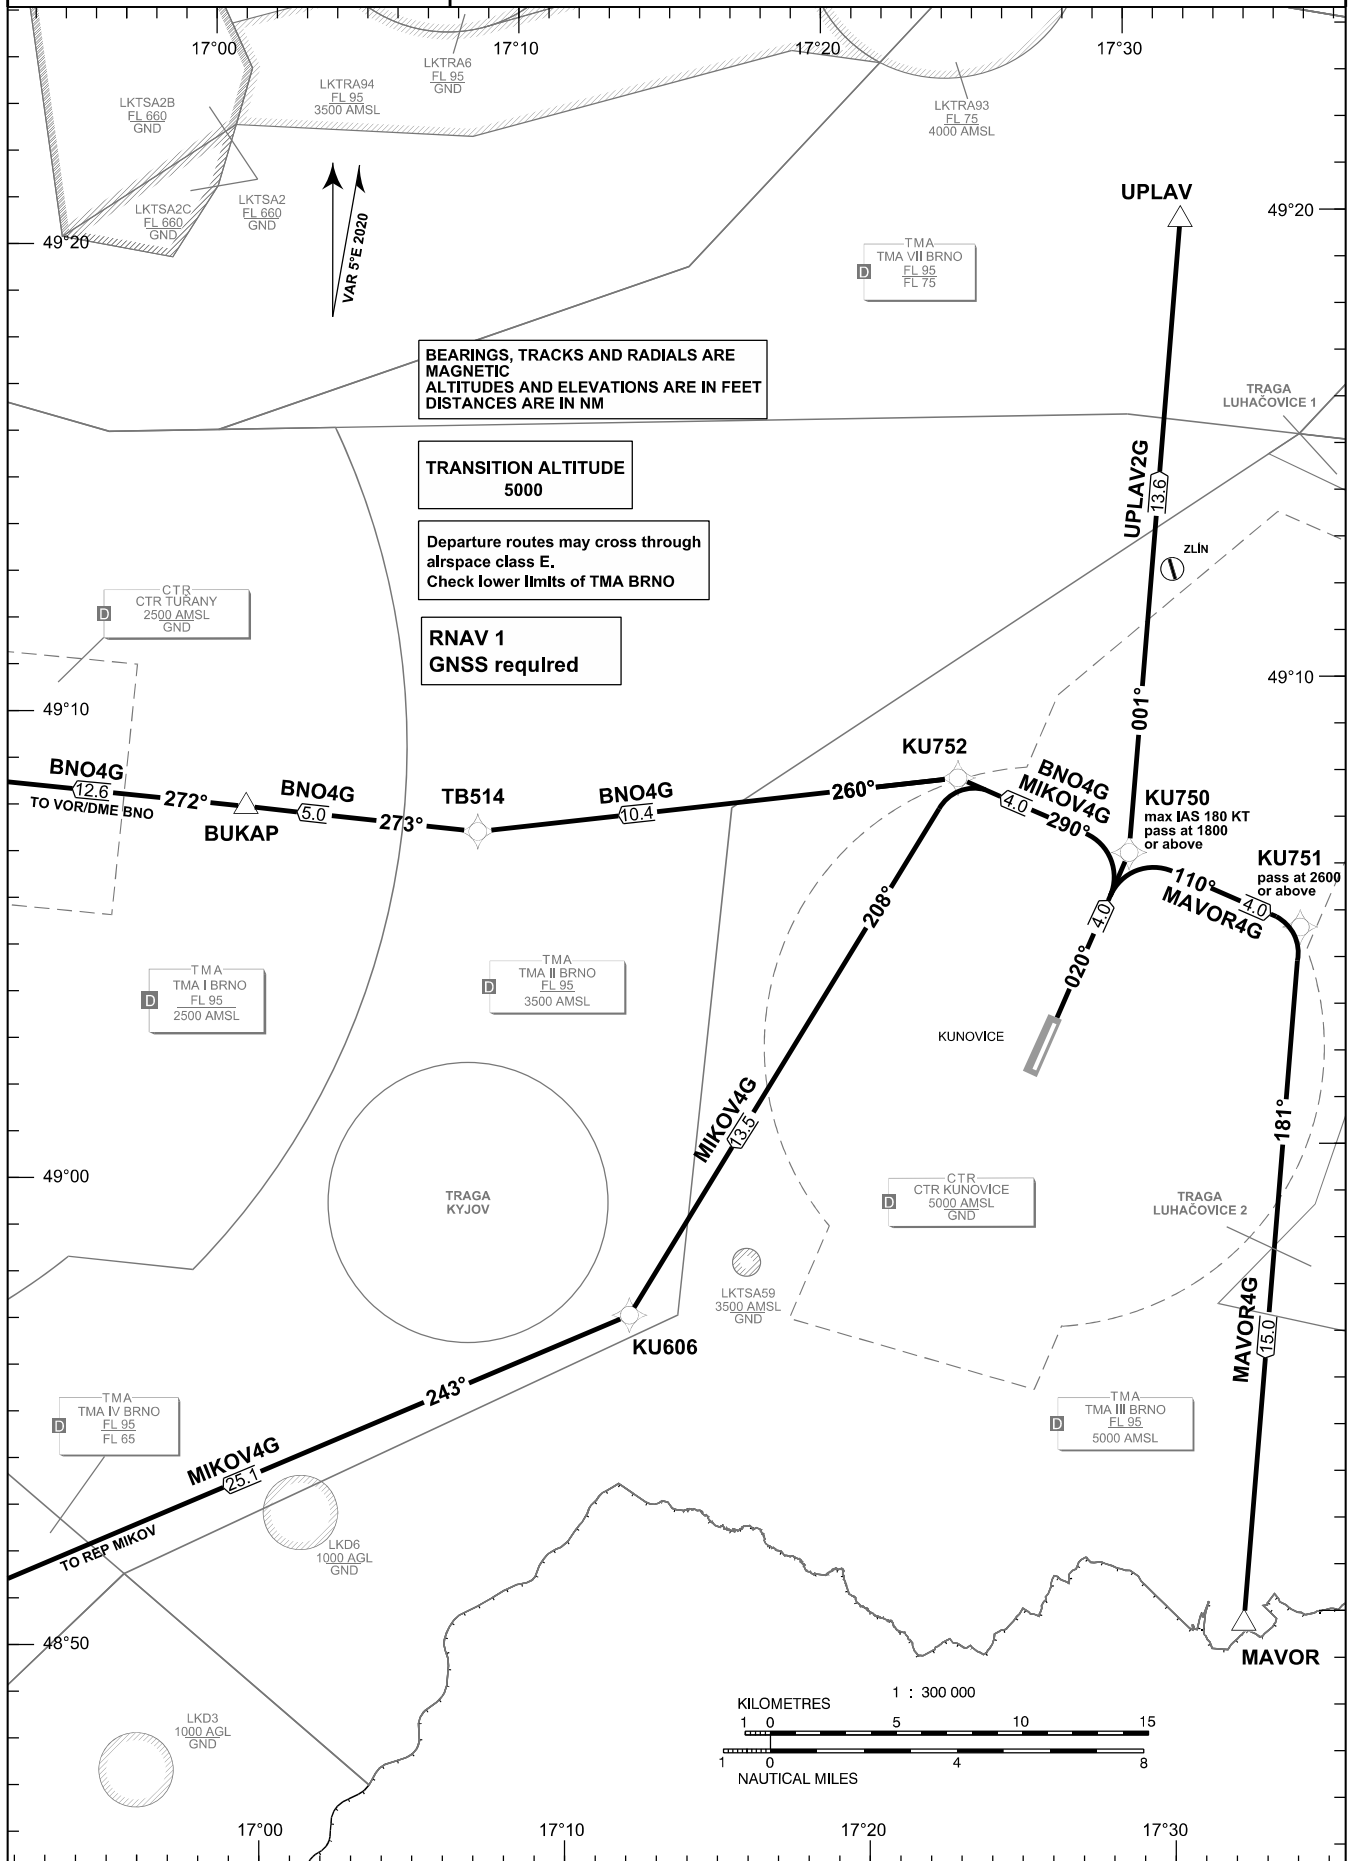 17°00
17°10
17°20
17°30
LKTRA6
FL 95
GND
LKTRA94
FL 95
3500 AMSL
LKTSA2B
FL 660
GND
LKTRA93
FL 75
4000 AMSL
LKTSA2C
FL 660
GND
LKTSA2
FL 660
GND
VAR 5°E 2020
UPLAV
49°20
49°20
TMA
TMA VII BRNO
D
FL 95
FL 75
BEARINGS, TRACKS AND RADIALS ARE
MAGNETIC
ALTITUDES AND ELEVATIONS ARE IN FEET
DISTANCES ARE IN NM
TRAGA
LUHAČOVICE 1
TRANSITION ALTITUDE
5000
UPLAV2G
13.6
Departure routes may cross through
airspace class E.
Check lower limits of TMA BRNO
ZLÍN
CTR
CTR TUŘANY
D
2500 AMSL
GND
RNAV 1
GNSS required
49°10
49°10
001°
KU752
BNO4G
12.6
TO VOR/DME BNO
272°
BUKAP
BNO4G
5.0
273°
TB514
BNO4G
10.4
260°
BNO4G
MIKOV4G
4.0
290°
KU750
max IAS 180 KT
pass at 1800
or above
KU751
pass at 2600
or above
110°
MAVOR4G
4.0
208°
4.0
020°
TMA
TMA I BRNO
D
FL 95
2500 AMSL
TMA
TMA II BRNO
D
FL 95
3500 AMSL
KUNOVICE
MIKOV4G
13.5
181°
49°00
TRAGA
KYJOV
CTR
CTR KUNOVICE
D
5000 AMSL
GND
TRAGA
LUHAČOVICE 2
LKTSA59
3500 AMSL
GND
KU606
MAVOR4G
15.0
243°
TMA
TMA IV BRNO
D
FL 95
FL 65
TMA
TMA III BRNO
D
FL 95
5000 AMSL
MIKOV4G
25.1
TO REP MIKOV
LKD6
1000 AGL
GND
48°50
MAVOR
LKD3
1000 AGL
GND
1 : 300 000
KILOMETRES
1 0 5 10 15
1 0 4 8
NAUTICAL MILES
17°00
17°10
17°20
17°30